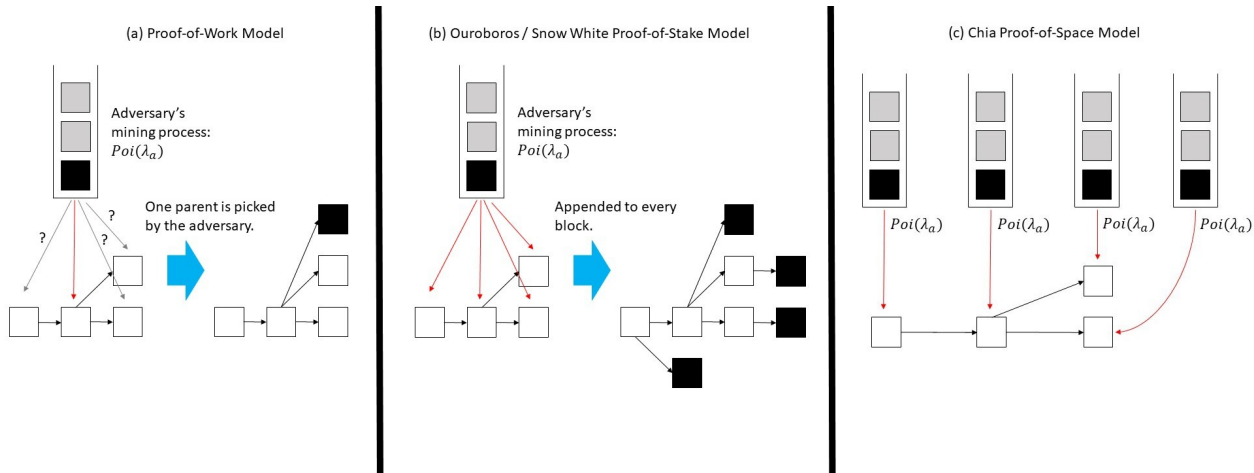 (a) Proof-of-Work Model
Adversary's
mining process:
Poi(λₐ)
?
?
?
One parent is picked
by the adversary.
(b) Ouroboros / Snow White Proof-of-Stake Model
Adversary's
mining process:
Poi(λₐ)
Appended to every
block.
(c) Chia Proof-of-Space Model
Poi(λₐ)
Poi(λₐ)
Poi(λₐ)
Poi(λₐ)